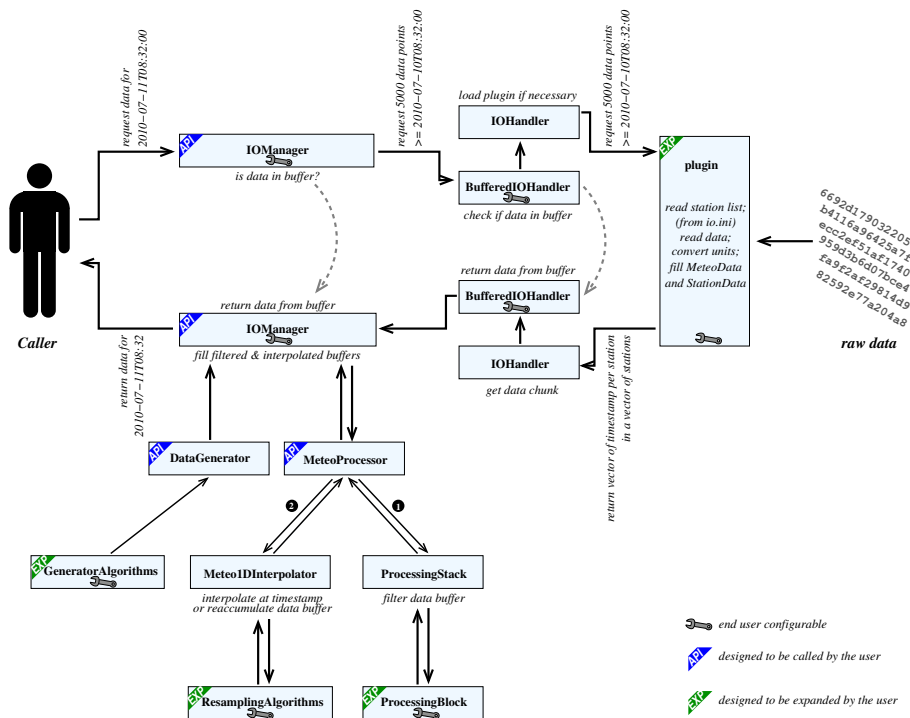 request data for
2010-07-11T08:32:00
request 5000 data points
>= 2010-07-10T08:32:00
load plugin if necessary
IOHandler
request 5000 data points
>= 2010-07-10T08:32:00
API
IOManager
is data in buffer?
BufferedIOHandler
check if data in buffer
EXP
plugin
read station list;
(from io.ini)
read data;
convert units;
fill MeteoData
and StationData
6692d179032205
b4116a96425a7f
ecc2ef51af1740
959d3b6d07bce4
fa9f2af29814d9
82592e77a204a8
raw data
Caller
return data from buffer
API
IOManager
fill filtered & interpolated buffers
return data from buffer
BufferedIOHandler
IOHandler
get data chunk
return data for
2010-07-11T08:32
return vector of timestamp per station
in a vector of stations
API
DataGenerator
API
MeteoProcessor
2
1
EXP
GeneratorAlgorithms
Meteo1DInterpolator
interpolate at timestamp
or reaccumulate data buffer
ProcessingStack
filter data buffer
EXP
ResamplingAlgorithms
EXP
ProcessingBlock
end user configurable
API
designed to be called by the user
EXP
designed to be expanded by the user